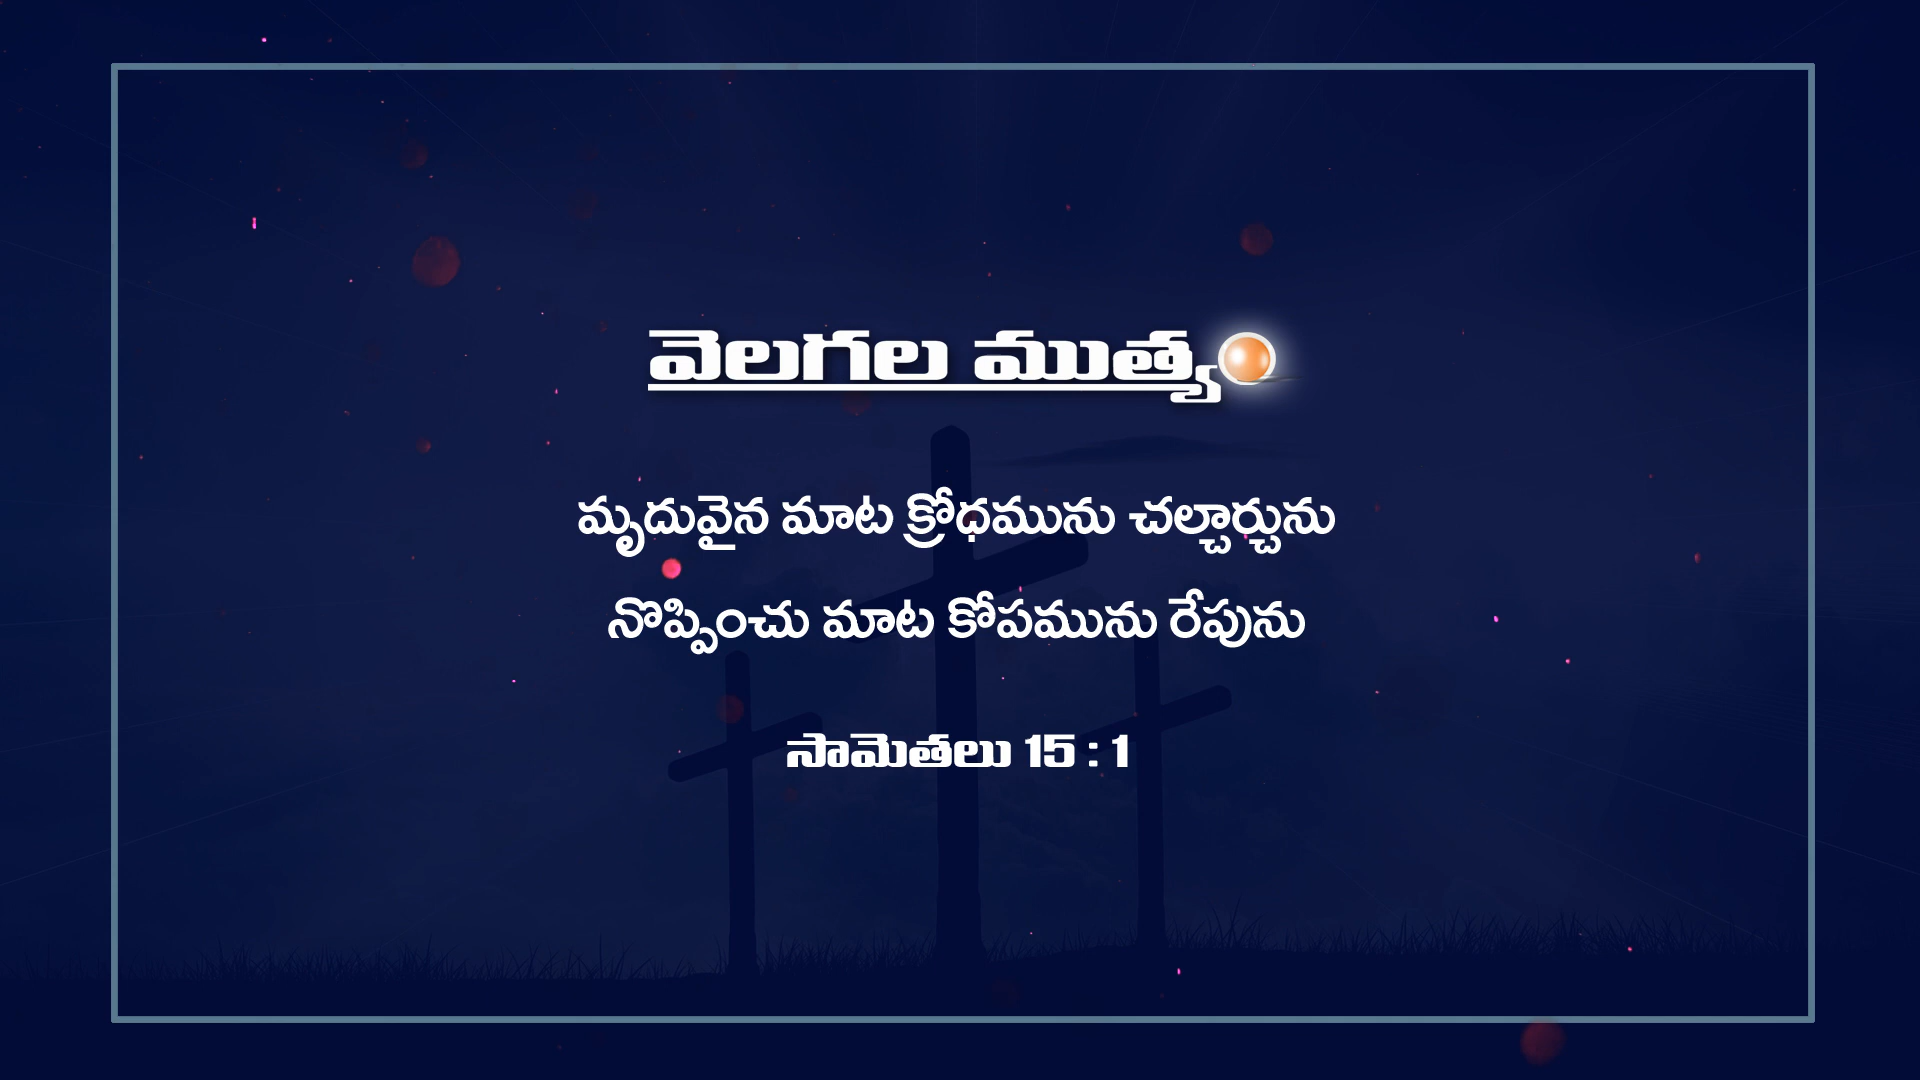 వెలగల ముత్యం
మృదువైన మాట క్రోధమును చల్చార్చును
నొప్పించు మాట కోపమును రేపును
సామెతలు 15 : 1